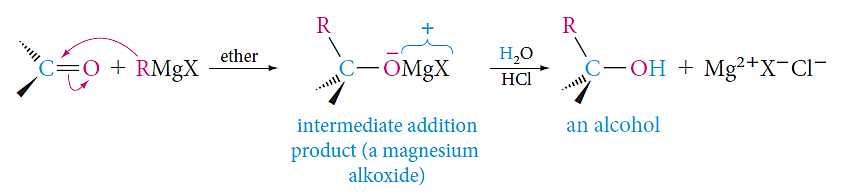 C=O + RMgX ether R C—O⁻MgX⁺ H₂O HCl R C—OH + Mg²⁺X⁻Cl⁻
intermediate addition
product (a magnesium
alkoxide)
an alcohol